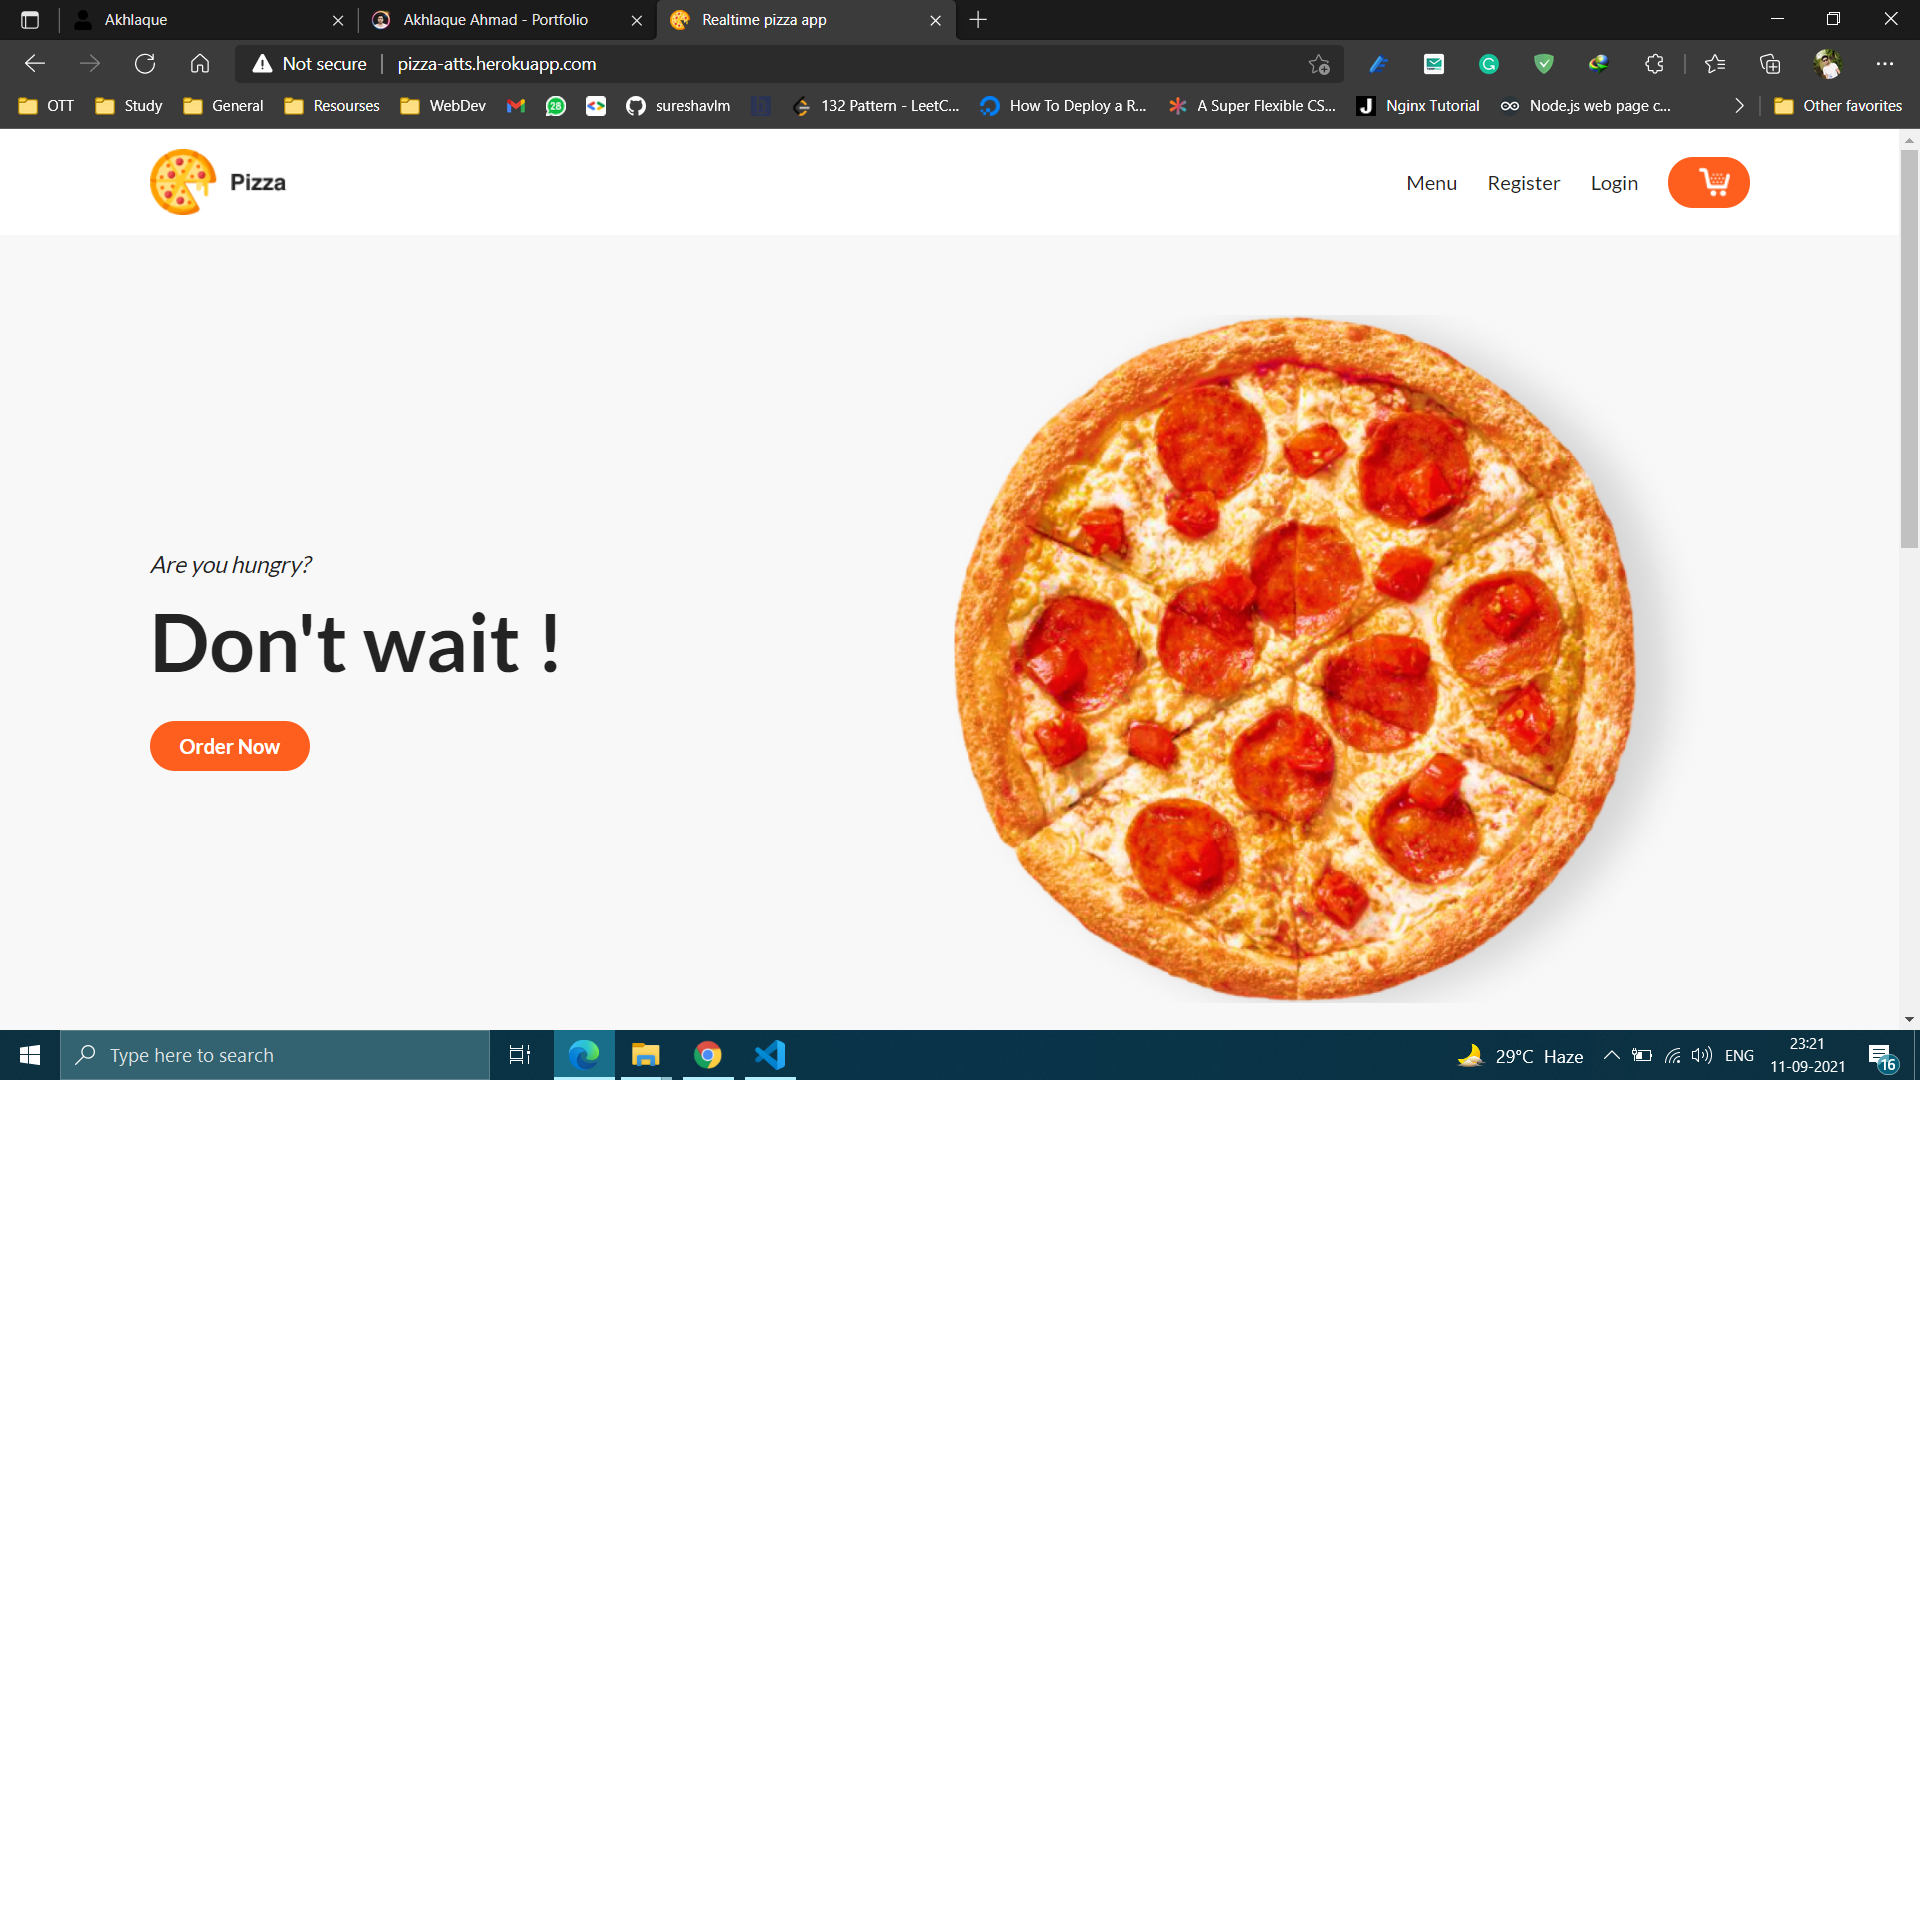 Akhlaque
Akhlaque Ahmad - Portfolio
Realtime pizza app
Not secure
pizza-atts.herokuapp.com
OTT
Study
General
Resourses
WebDev
28
sureshavlm
132 Pattern - LeetC...
How To Deploy a R...
A Super Flexible CS...
J
Nginx Tutorial
Node.js web page c...
Other favorites
Pizza
Menu
Register
Login
Are you hungry?
Don't wait !
Order Now
Type here to search
29°C Haze
ENG
23:21
11-09-2021
16